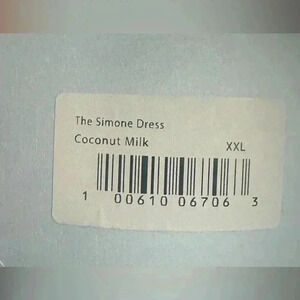 The Simone Dress
Coconut Milk XXL
1 00610 06706 3